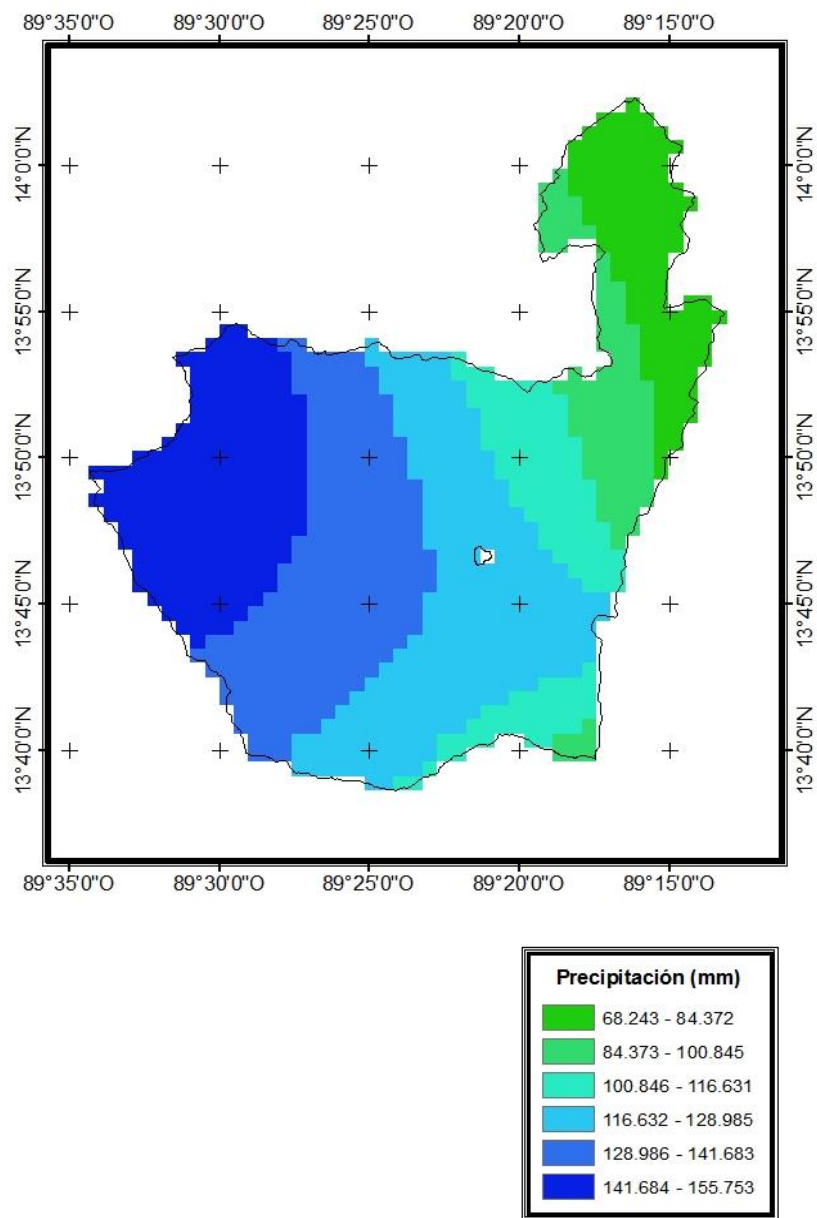 89°35'0"O 89°30'0"O 89°25'0"O 89°20'0"O 89°15'0"O
14°0'0"N 14°0'0"N
13°55'0"N 13°55'0"N
13°50'0"N 13°50'0"N
13°45'0"N 13°45'0"N
13°40'0"N 13°40'0"N
89°35'0"O 89°30'0"O 89°25'0"O 89°20'0"O 89°15'0"O
Precipitación (mm)
68.243 - 84.372
84.373 - 100.845
100.846 - 116.631
116.632 - 128.985
128.986 - 141.683
141.684 - 155.753